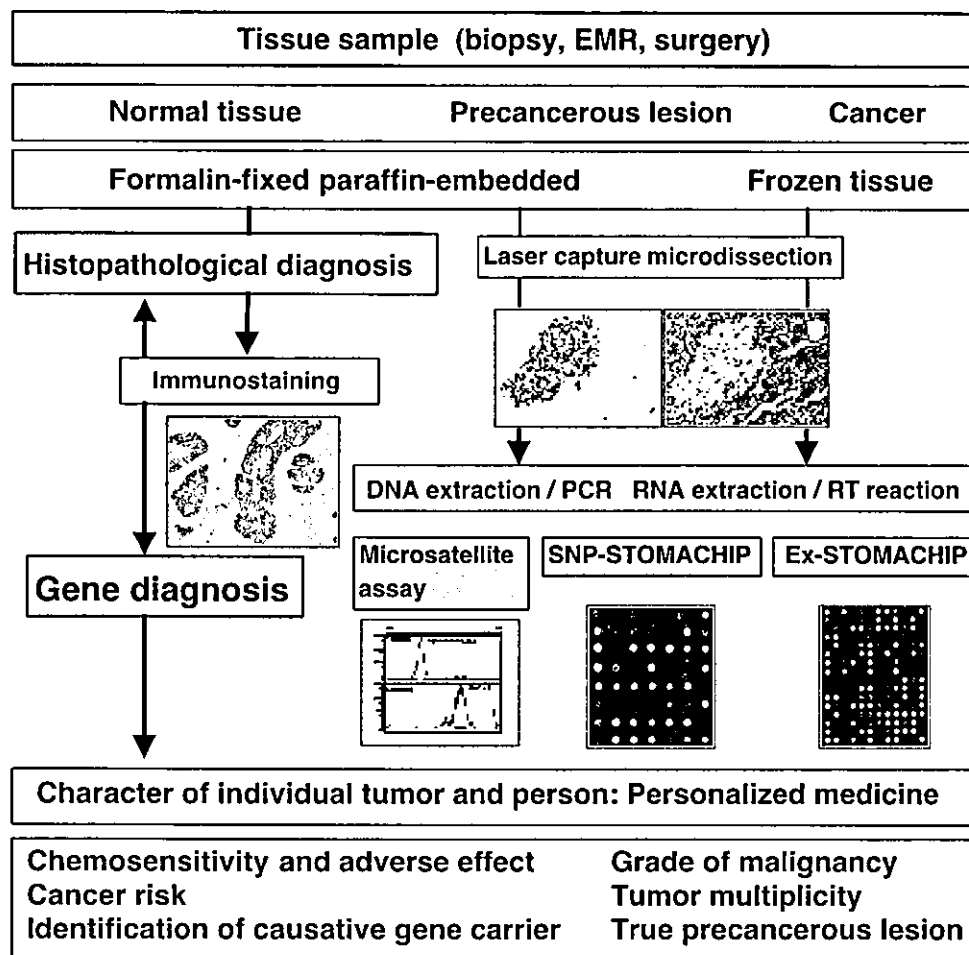 Tissue sample (biopsy, EMR, surgery)
Normal tissue Precancerous lesion Cancer
Formalin-fixed paraffin-embedded Frozen tissue
Histopathological diagnosis
Laser capture microdissection
Immunostaining
DNA extraction / PCR RNA extraction / RT reaction
Microsatellite
assay
SNP-STOMACHIP
Ex-STOMACHIP
Gene diagnosis
Character of individual tumor and person: Personalized medicine
Chemosensitivity and adverse effect
Cancer risk
Identification of causative gene carrier
Grade of malignancy
Tumor multiplicity
True precancerous lesion